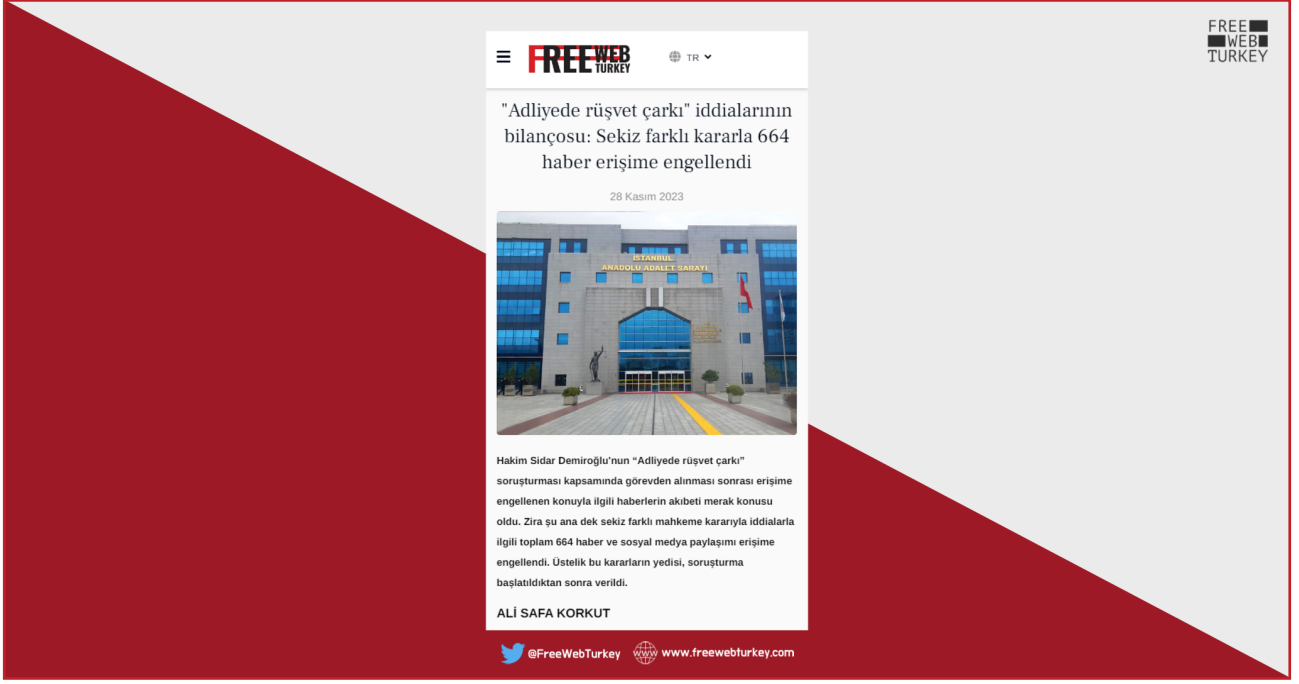 FREE
WEB
TURKEY
FREE WEB
TURKEY
TR
"Adliyede rüşvet çarkı" iddialarının
bilançosu: Sekiz farklı kararla 664
haber erişime engellendi
28 Kasım 2023
İSTANBUL
ANADOLU ADALET SARAYI
Hakim Sidar Demiroğlu'nun “Adliyede rüşvet çarkı”
soruşturması kapsamında görevden alınması sonrası erişime
engellenen konuyla ilgili haberlerin akıbeti merak konusu
oldu. Zira şu ana dek sekiz farklı mahkeme kararıyla iddialarla
ilgili toplam 664 haber ve sosyal medya paylaşımı erişime
engellendi. Üstelik bu kararların yedisi, soruşturma
başlatıldıktan sonra verildi.
ALİ SAFA KORKUT
@FreeWebTurkey www www.freewebturkey.com